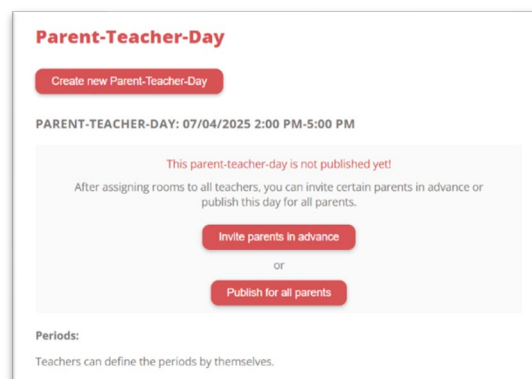 Parent-Teacher-Day
Create new Parent-Teacher-Day
PARENT-TEACHER-DAY: 07/04/2025 2:00 PM-5:00 PM
This parent-teacher-day is not published yet!
After assigning rooms to all teachers, you can invite certain parents in advance or
publish this day for all parents.
Invite parents in advance
or
Publish for all parents
Periods:
Teachers can define the periods by themselves.